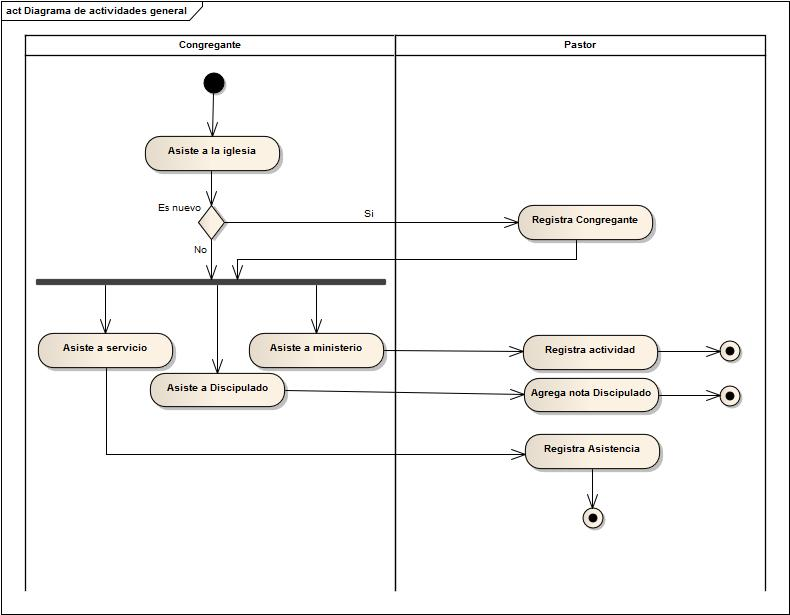 act Diagrama de actividades general
Congregante
Pastor
Asiste a la iglesia
Es nuevo
Si
Registra Congregante
No
Asiste a servicio
Asiste a ministerio
Registra actividad
Asiste a Discipulado
Agrega nota Discipulado
Registra Asistencia